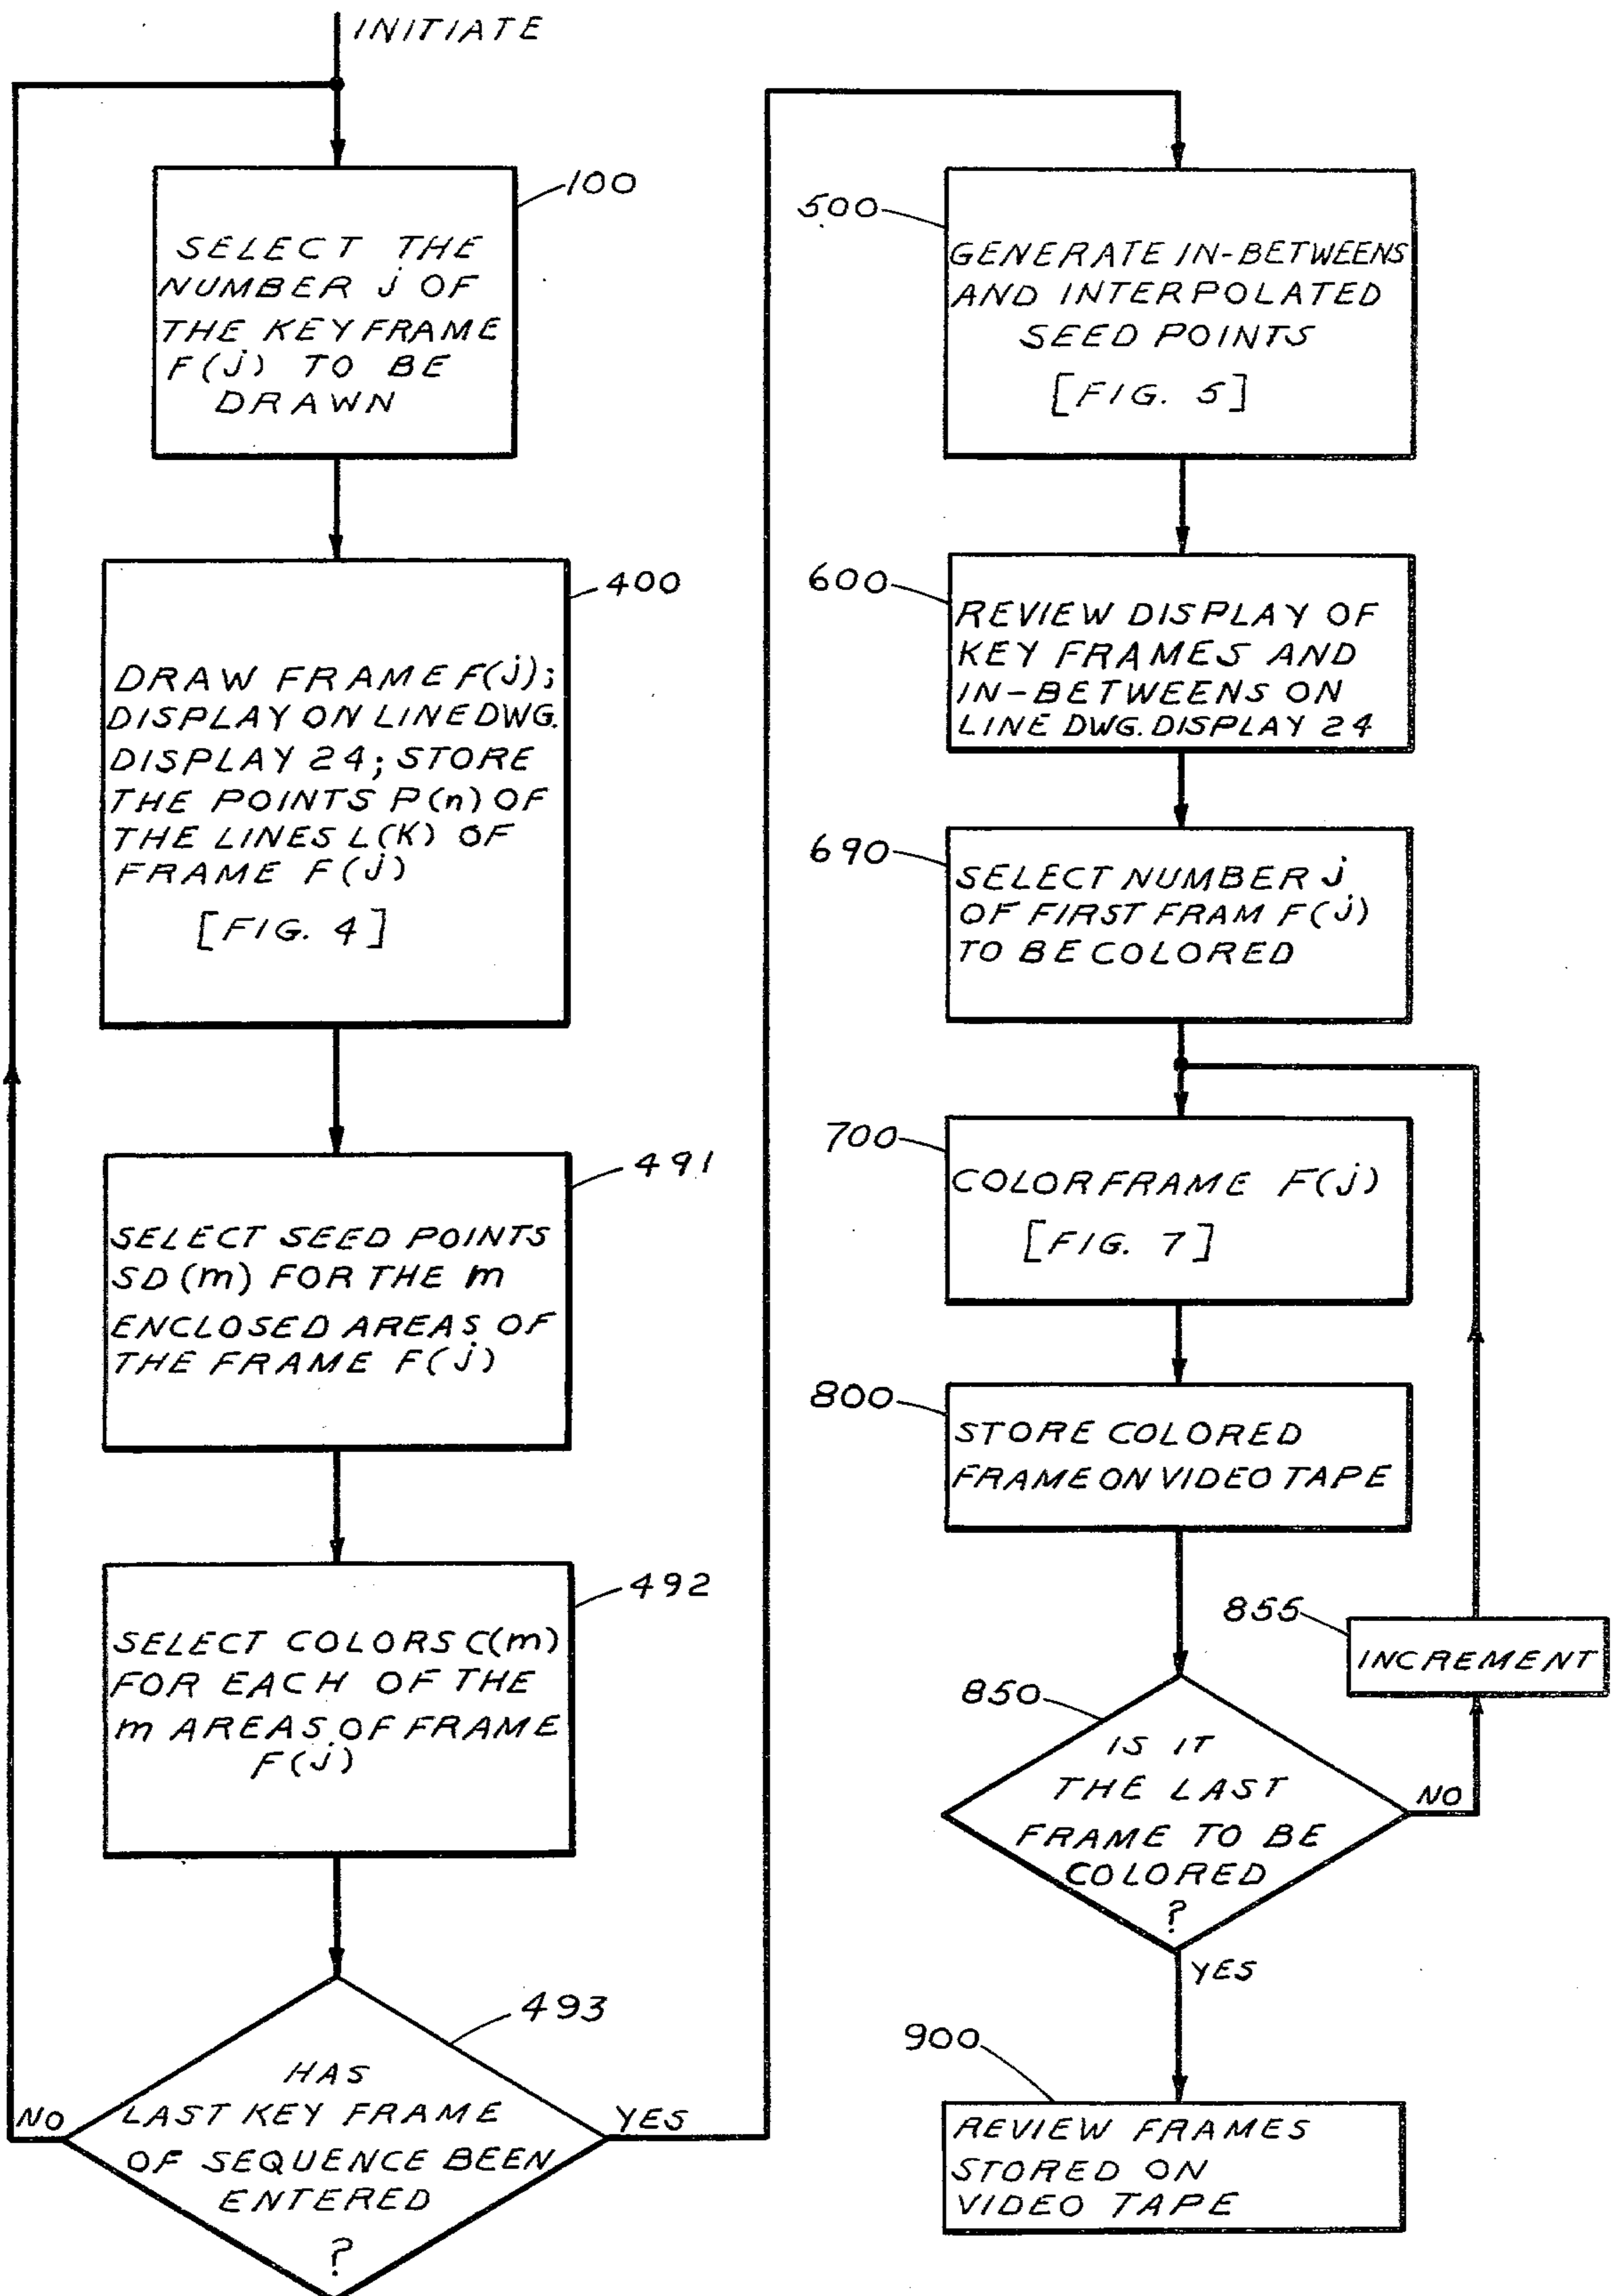 INITIATE
100
SELECT THE
NUMBER j OF
THE KEY FRAME
F(j) TO BE
DRAWN
400
DRAW FRAME F(j);
DISPLAY ON LINE DWG.
DISPLAY 24; STORE
THE POINTS P(n) OF
THE LINES L(K) OF
FRAME F(j)
[FIG. 4]
491
SELECT SEED POINTS
SD(m) FOR THE m
ENCLOSED AREAS OF
THE FRAME F(j)
492
SELECT COLORS C(m)
FOR EACH OF THE
m AREAS OF FRAME
F(j)
493
HAS
LAST KEY FRAME
OF SEQUENCE BEEN
ENTERED
?
NO
YES
500
GENERATE IN-BETWEENS
AND INTERPOLATED
SEED POINTS
[FIG. 5]
600
REVIEW DISPLAY OF
KEY FRAMES AND
IN-BETWEENS ON
LINE DWG. DISPLAY 24
690
SELECT NUMBER j
OF FIRST FRAM F(j)
TO BE COLORED
700
COLOR FRAME F(j)
[FIG. 7]
800
STORE COLORED
FRAME ON VIDEO TAPE
855
INCREMENT
850
IS IT
THE LAST
FRAME TO BE
COLORED
?
NO
YES
900
REVIEW FRAMES
STORED ON
VIDEO TAPE